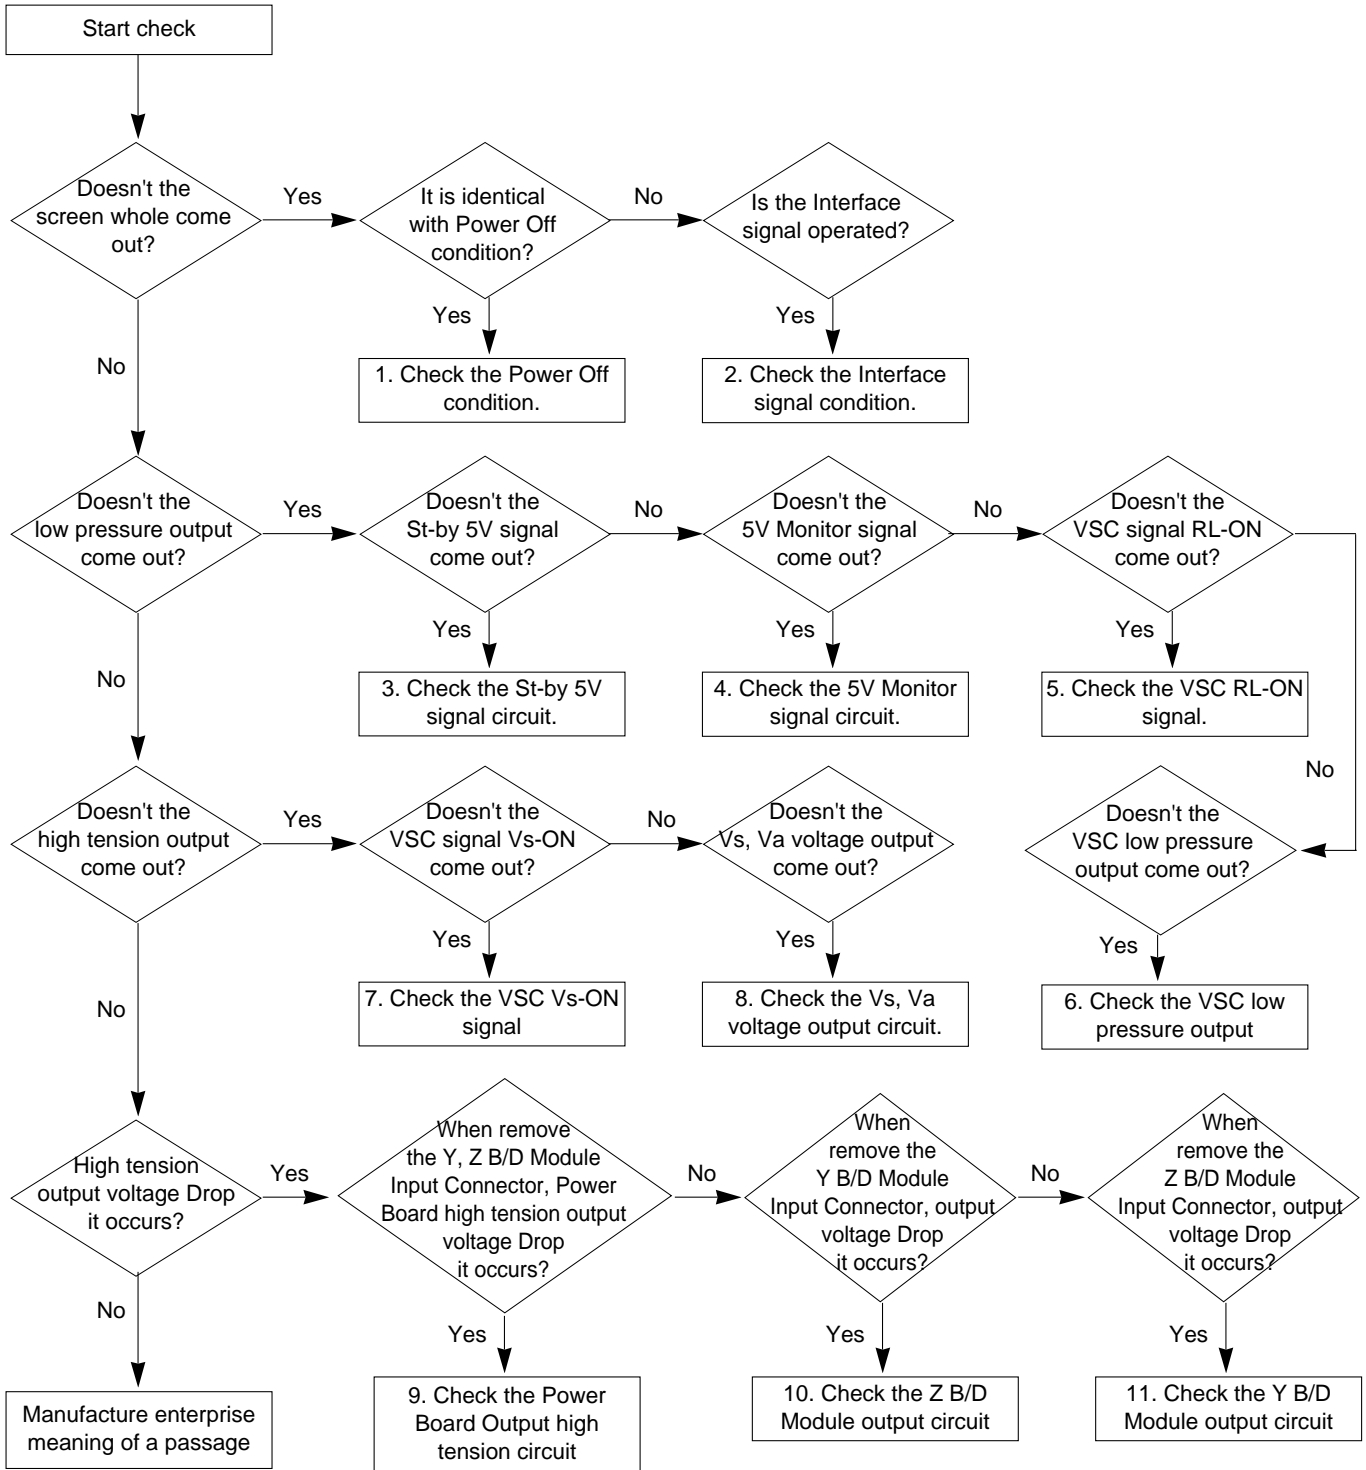 Start check
Doesn't the
screen whole come
out?
Yes
It is identical
with Power Off
condition?
No
Is the Interface
signal operated?
Yes
Yes
No
1. Check the Power Off
condition.
2. Check the Interface
signal condition.
Doesn't the
low pressure output
come out?
Yes
Doesn't the
St-by 5V signal
come out?
No
Doesn't the
5V Monitor signal
come out?
No
Doesn't the
VSC signal RL-ON
come out?
Yes
Yes
Yes
No
3. Check the St-by 5V
signal circuit.
4. Check the 5V Monitor
signal circuit.
5. Check the VSC RL-ON
signal.
No
Doesn't the
high tension output
come out?
Yes
Doesn't the
VSC signal Vs-ON
come out?
No
Doesn't the
Vs, Va voltage output
come out?
Doesn't the
VSC low pressure
output come out?
Yes
Yes
Yes
No
7. Check the VSC Vs-ON
signal
8. Check the Vs, Va
voltage output circuit.
6. Check the VSC low
pressure output
High tension
output voltage Drop
it occurs?
Yes
When remove
the Y, Z B/D Module
Input Connector, Power
Board high tension output
voltage Drop
it occurs?
No
When
remove the
Y B/D Module
Input Connector, output
voltage Drop
it occurs?
No
When
remove the
Z B/D Module
Input Connector, output
voltage Drop
it occurs?
No
Yes
Yes
Yes
Manufacture enterprise
meaning of a passage
9. Check the Power
Board Output high
tension circuit
10. Check the Z B/D
Module output circuit
11. Check the Y B/D
Module output circuit